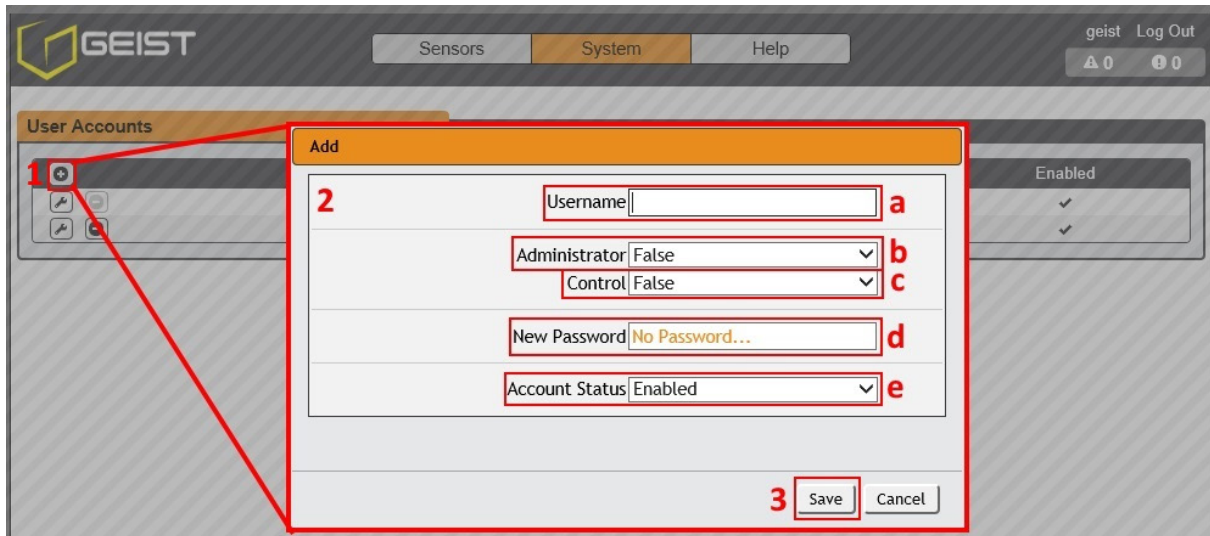 GEIST
Sensors System Help
geist Log Out
0 0
User Accounts
Add
1
Enabled
2
Username a
Administrator False b
Control False c
New Password No Password... d
Account Status Enabled e
3 Save Cancel